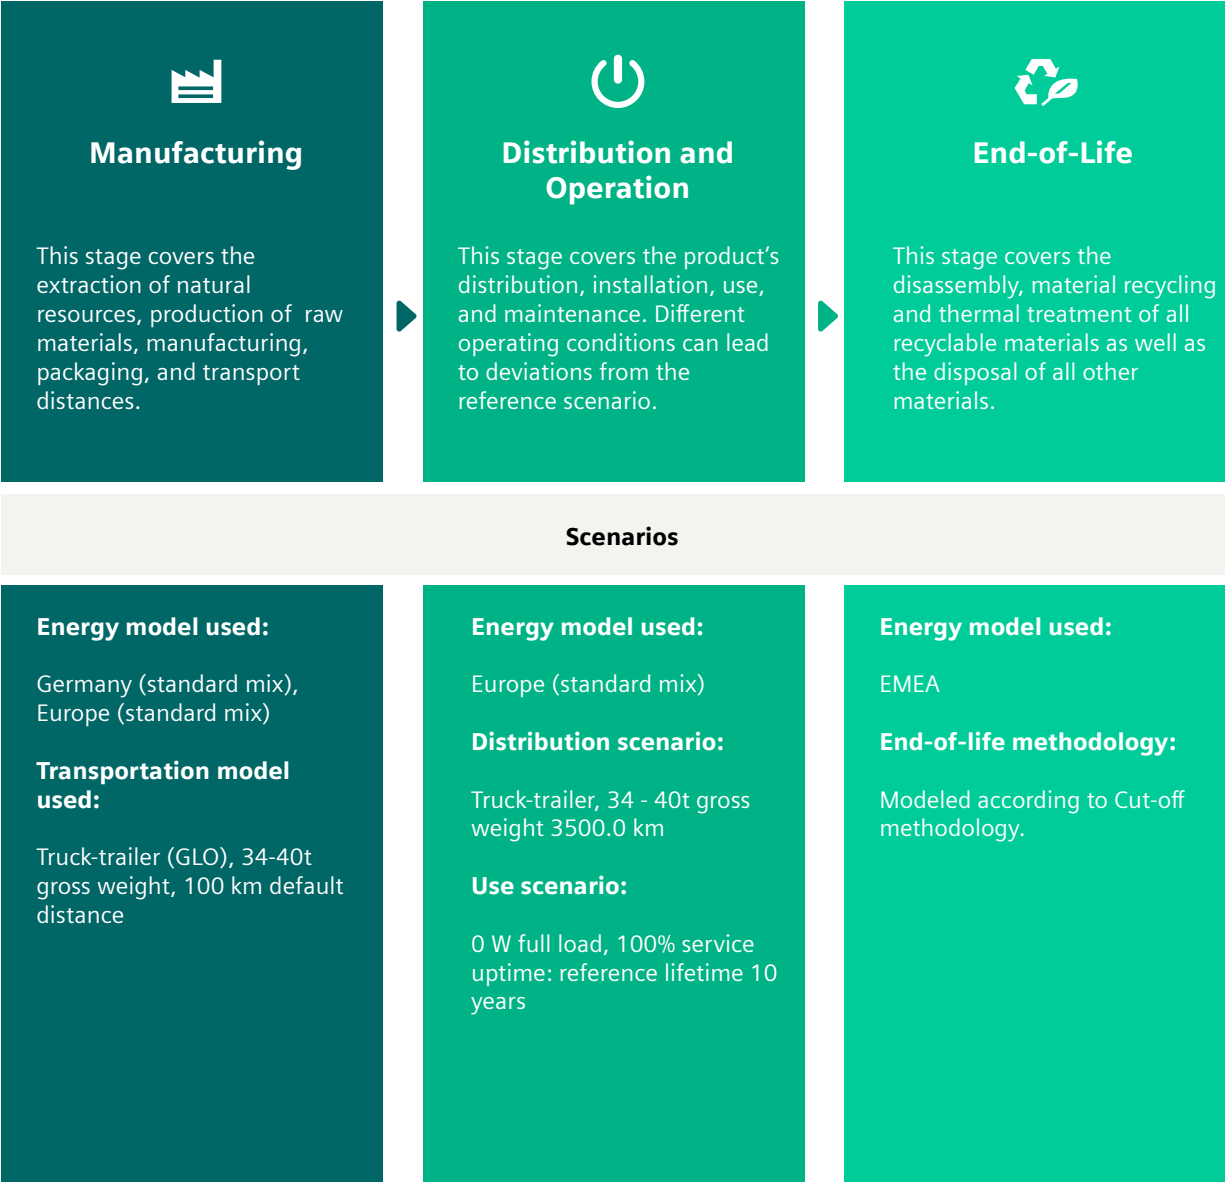 Manufacturing
This stage covers the
extraction of natural
resources, production of  raw
materials, manufacturing,
packaging, and transport
distances.
Distribution and
Operation
This stage covers the product’s
distribution, installation, use,
and maintenance. Different
operating conditions can lead
to deviations from the
reference scenario.
End-of-Life
This stage covers the
disassembly, material recycling
and thermal treatment of all
recyclable materials as well as
the disposal of all other
materials.
Scenarios
Energy model used:
Germany (standard mix),
Europe (standard mix)
Transportation model
used:
Truck-trailer (GLO), 34-40t
gross weight, 100 km default
distance
Energy model used:
Europe (standard mix)
Distribution scenario:
Truck-trailer, 34 - 40t gross
weight 3500.0 km
Use scenario:
0 W full load, 100% service
uptime: reference lifetime 10
years
Energy model used:
EMEA
End-of-life methodology:
Modeled according to Cut-off
methodology.